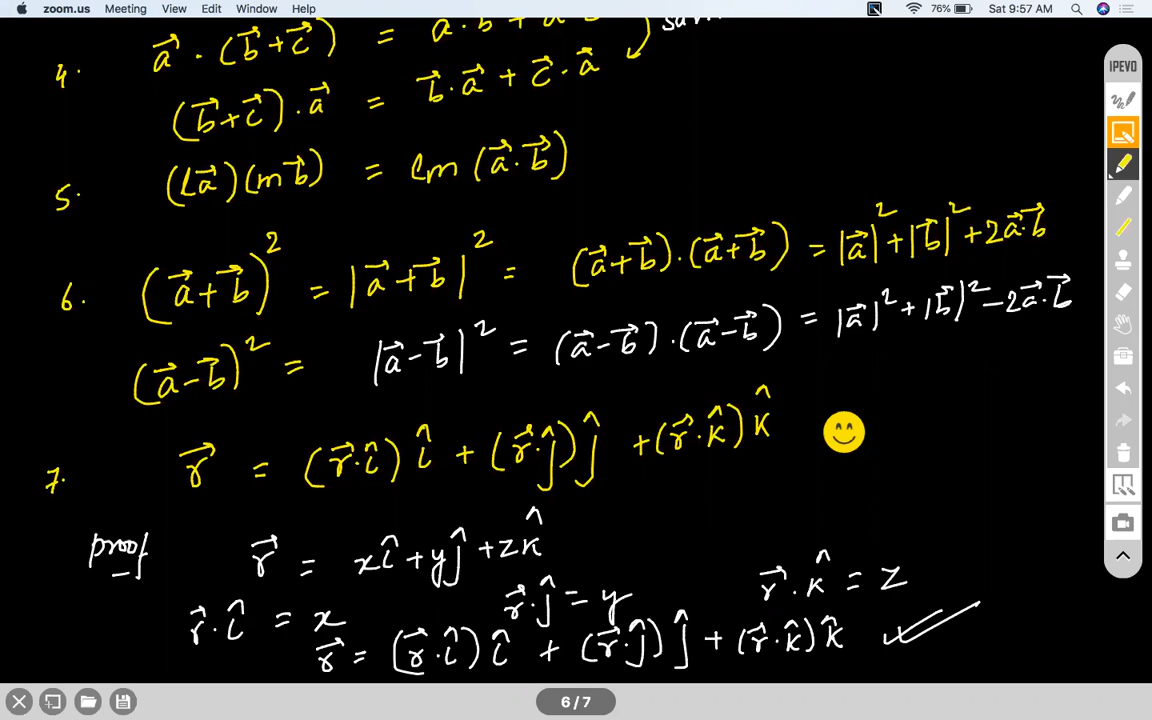 zoom.us Meeting View Edit Window Help 76% Sat 9:57 AM
4. a⃗ · (b⃗+c⃗) = a·b +
(b⃗+c⃗)·a⃗ = b⃗·a⃗ + c⃗·a⃗
5. (la⃗)(mb⃗) = lm (a⃗·b⃗)
6. (a⃗+b⃗)² = |a⃗+b⃗|² = (a⃗+b⃗)·(a⃗+b⃗) = |a⃗|²+|b⃗|²+2a⃗·b⃗
(a⃗-b⃗)² = |a⃗-b⃗|² = (a⃗-b⃗)·(a⃗-b⃗) = |a⃗|²+|b⃗|²-2a⃗·b⃗
7. r⃗ = (r⃗·î)î + (r⃗·ĵ)ĵ +(r⃗·k̂)k̂
proof r⃗ = xî+yĵ+zk̂
r⃗·î = x r⃗·ĵ = y r⃗·k̂ = z
r⃗ = (r⃗·î)î + (r⃗·ĵ)ĵ + (r⃗·k̂)k̂
IPEVO
6 / 7